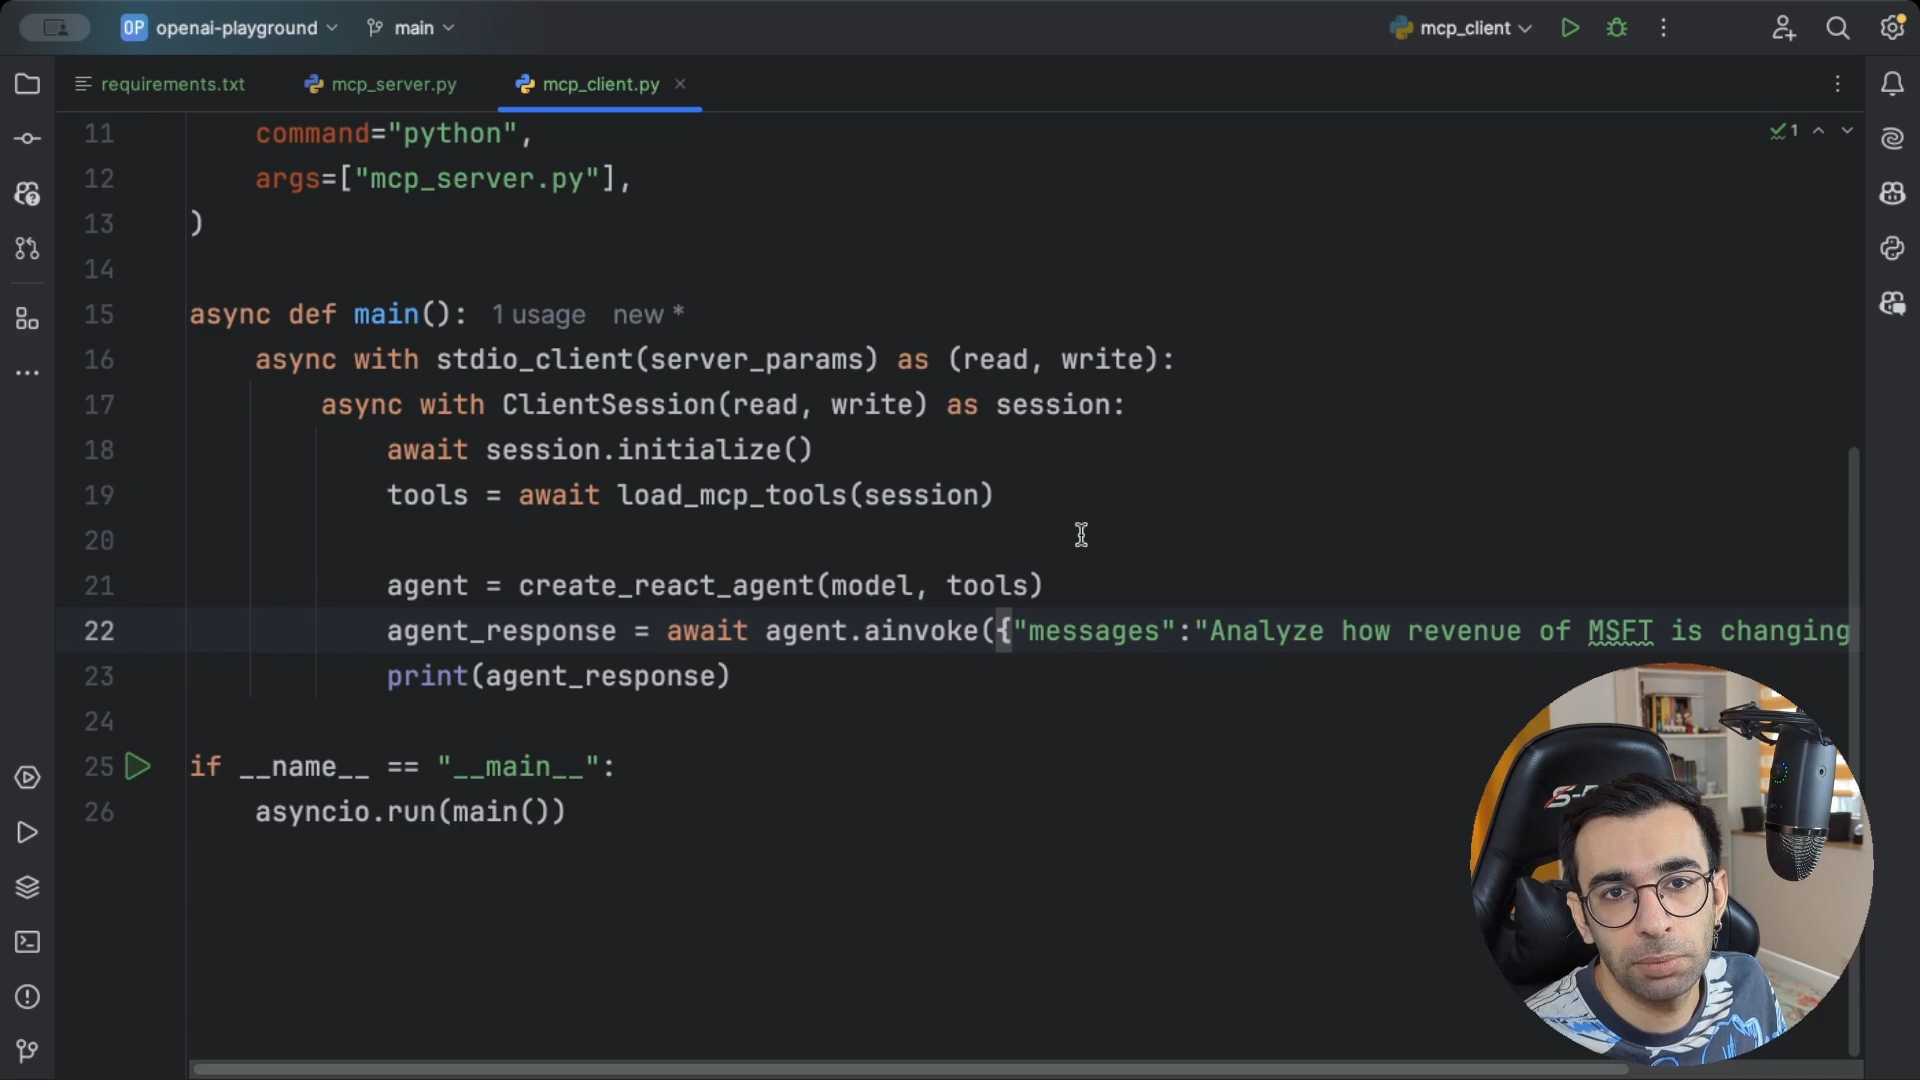 OP openai-playground main mcp_client
requirements.txt mcp_server.py mcp_client.py
11 command="python",
1
12 args=["mcp_server.py"],
13 )
14
15 async def main(): 1 usage new *
16 async with stdio_client(server_params) as (read, write):
17 async with ClientSession(read, write) as session:
18 await session.initialize()
19 tools = await load_mcp_tools(session)
20
21 agent = create_react_agent(model, tools)
22 agent_response = await agent.ainvoke({"messages":"Analyze how revenue of MSFT is changing
23 print(agent_response)
24
25 if __name__ == "__main__":
26 asyncio.run(main())